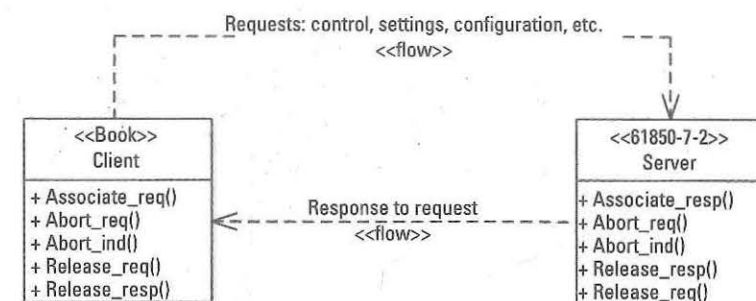 Requests: control, settings, configuration, etc.
<<flow>>
<<Book>>
Client
+ Associate_req()
+ Abort_req()
+ Abort_ind()
+ Release_req()
+ Release_resp()
Response to request
<<flow>>
<<61850-7-2>>
Server
+ Associate_resp()
+ Abort_req()
+ Abort_ind()
+ Release_resp()
+ Release_req()